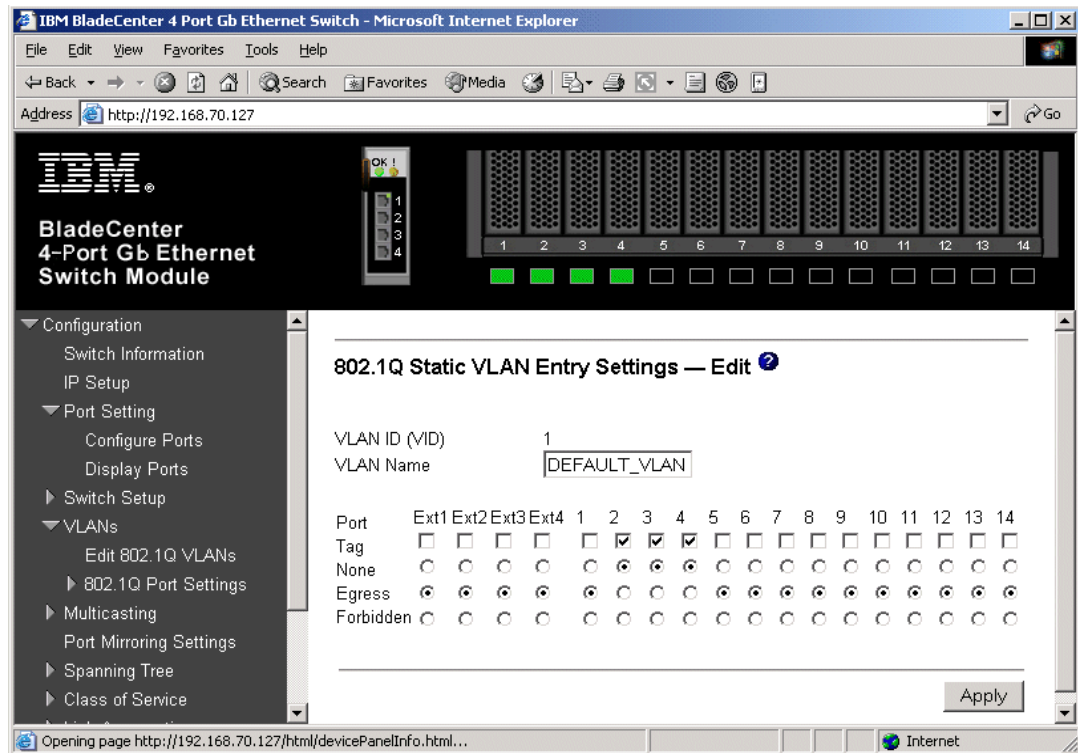 IBM BladeCenter 4 Port Gb Ethernet Switch - Microsoft Internet Explorer
File Edit View Favorites Tools Help
Back Search Favorites Media
Address http://192.168.70.127 Go
IBM®
BladeCenter
4-Port Gb Ethernet
Switch Module
OK !
1
2
3
4
1 2 3 4 5 6 7 8 9 10 11 12 13 14
Configuration
Switch Information
IP Setup
Port Setting
Configure Ports
Display Ports
Switch Setup
VLANs
Edit 802.1Q VLANs
802.1Q Port Settings
Multicasting
Port Mirroring Settings
Spanning Tree
Class of Service
802.1Q Static VLAN Entry Settings — Edit ?
VLAN ID (VID) 1
VLAN Name DEFAULT_VLAN
Port Ext1 Ext2 Ext3 Ext4 1 2 3 4 5 6 7 8 9 10 11 12 13 14
Tag
None
Egress
Forbidden
Apply
Opening page http://192.168.70.127/html/devicePanelInfo.html... Internet